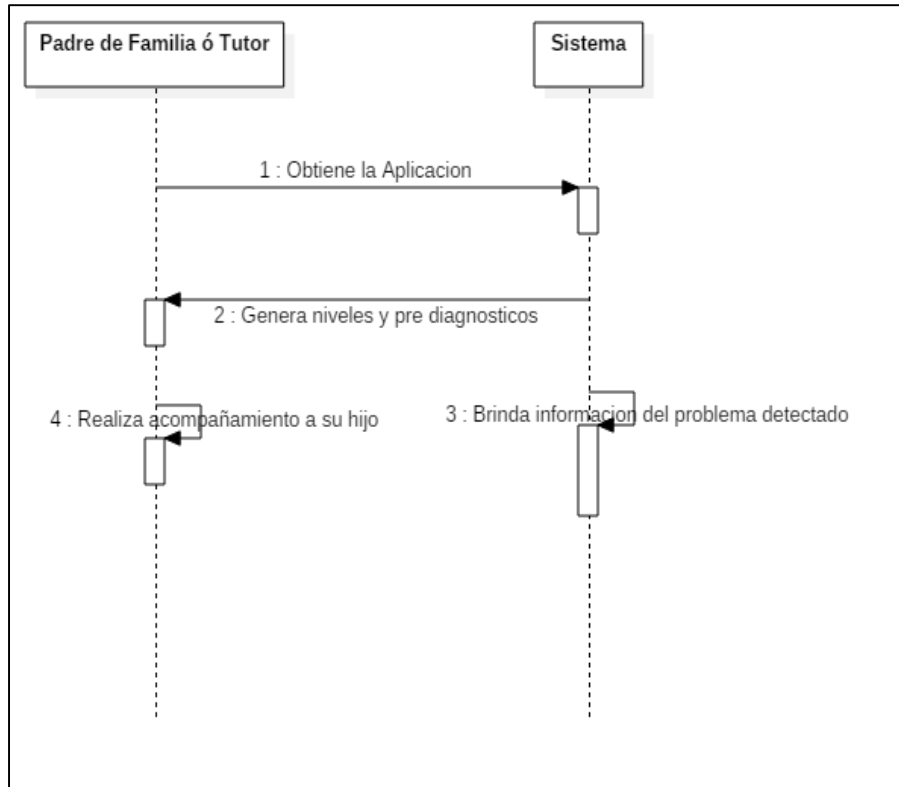 Padre de Familia ó Tutor
Sistema
1 : Obtiene la Aplicacion
2 : Genera niveles y pre diagnosticos
3 : Brinda informacion del problema detectado
4 : Realiza acompañamiento a su hijo